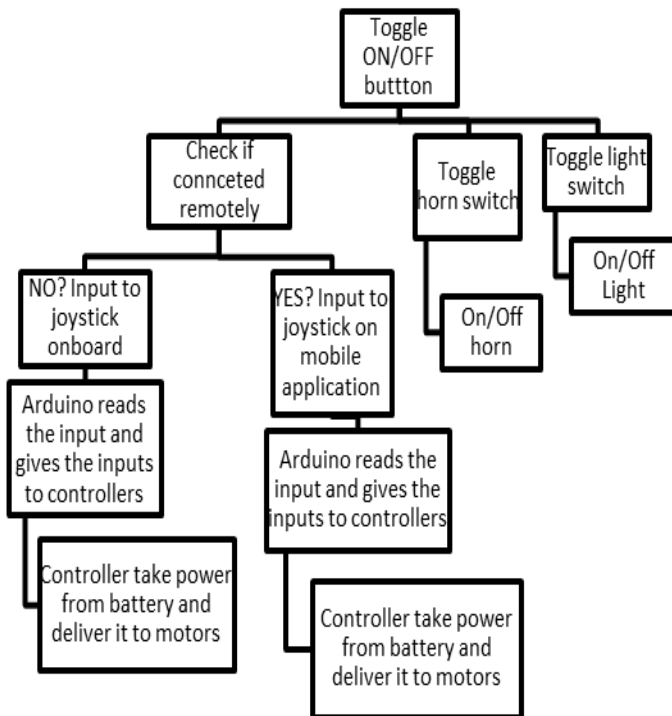 Toggle
ON/OFF
buttton
Check if
connceted
remotely
Toggle
horn switch
Toggle light
switch
On/Off
Light
NO? Input to
joystick
onboard
YES? Input to
joystick on
mobile
application
On/Off
horn
Arduino reads
the input and
gives the inputs
to controllers
Arduino reads the
input and gives the
inputs to controllers
Controller take power
from battery and
deliver it to motors
Controller take power
from battery and
deliver it to motors